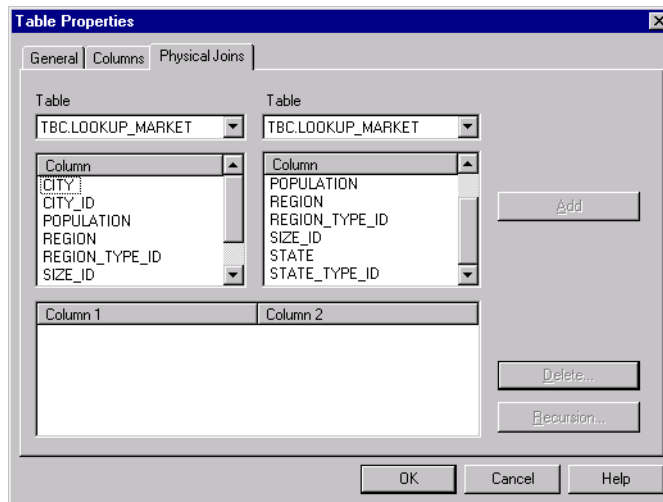 Table Properties
General Columns Physical Joins
Table Table
TBC.LOOKUP_MARKET TBC.LOOKUP_MARKET
Column Column
CITY POPULATION
CITY_ID REGION
POPULATION REGION_TYPE_ID
REGION SIZE_ID
REGION_TYPE_ID STATE
SIZE_ID STATE_TYPE_ID
Add
Column 1 Column 2
Delete...
Recursion...
OK Cancel Help